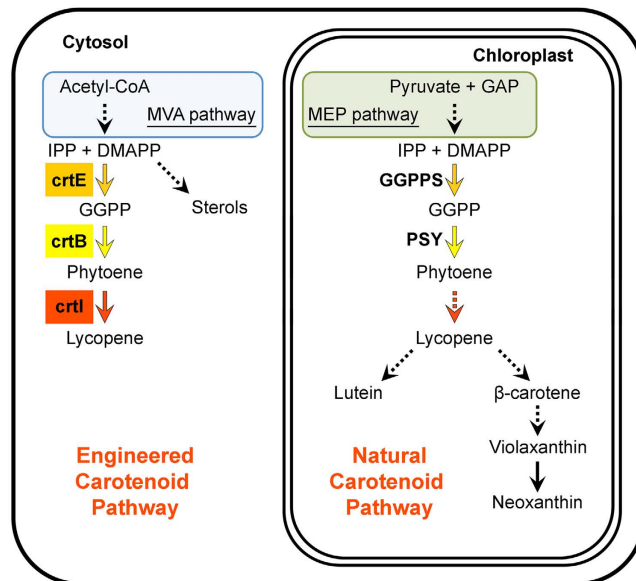 Cytosol
Acetyl-CoA
MVA pathway
IPP + DMAPP
crtE
Sterols
GGPP
crtB
Phytoene
crtI
Lycopene
Engineered
Carotenoid
Pathway
Chloroplast
Pyruvate + GAP
MEP pathway
IPP + DMAPP
GGPPS
GGPP
PSY
Phytoene
Lycopene
Lutein
β-carotene
Violaxanthin
Neoxanthin
Natural
Carotenoid
Pathway